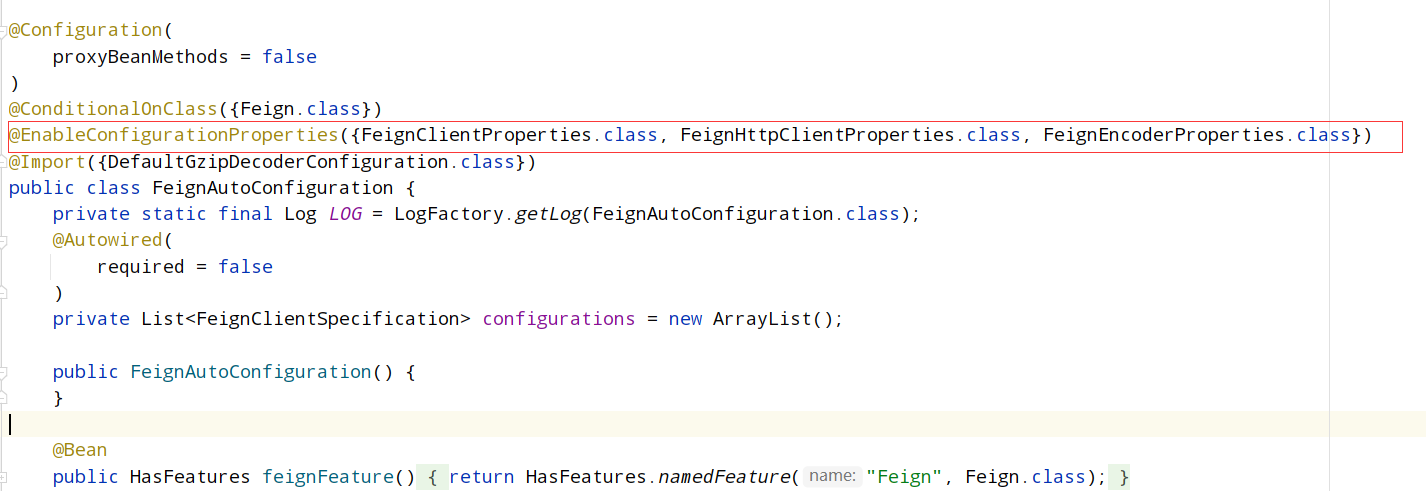 @Configuration(
    proxyBeanMethods = false
)
@ConditionalOnClass({Feign.class})
@EnableConfigurationProperties({FeignClientProperties.class, FeignHttpClientProperties.class, FeignEncoderProperties.class})
@Import({DefaultGzipDecoderConfiguration.class})
public class FeignAutoConfiguration {
    private static final Log LOG = LogFactory.getLog(FeignAutoConfiguration.class);
    @Autowired(
        required = false
    )
    private List<FeignClientSpecification> configurations = new ArrayList();

    public FeignAutoConfiguration() {
    }

    @Bean
    public HasFeatures feignFeature() { return HasFeatures.namedFeature( name: "Feign", Feign.class); }